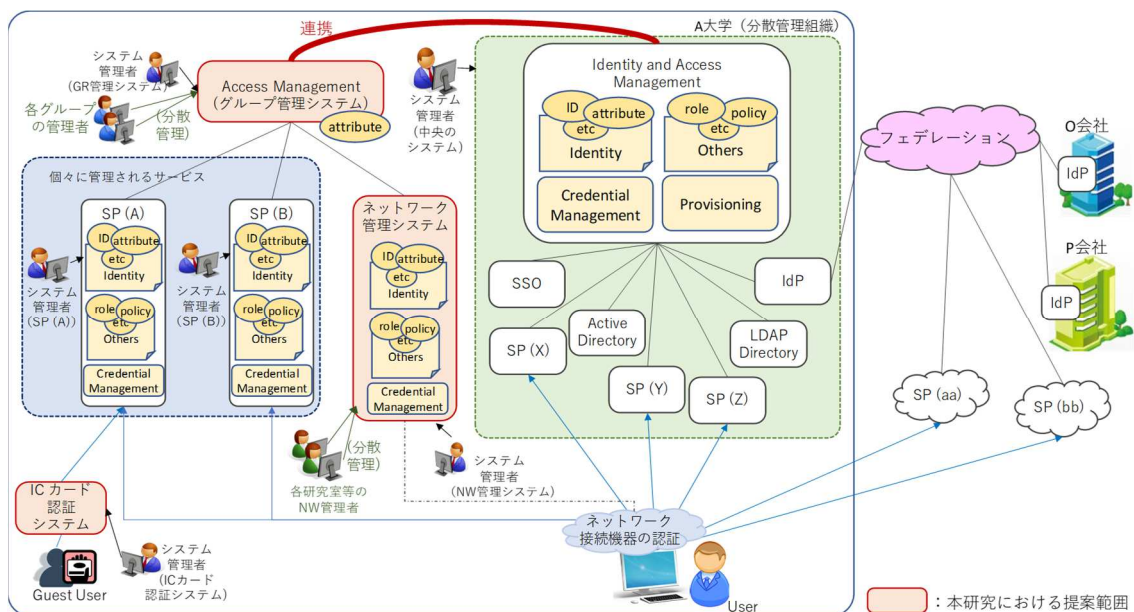 連携
A大学（分散管理組織）
システム
管理者
(GR管理システム)
各グループ
の管理者
(分散
管理)
Access Management
(グループ管理システム)
attribute
システム
管理者
(中央の
システム)
Identity and Access
Management
ID
attribute
etc
Identity
role
policy
etc
Others
Credential
Management
Provisioning
フェデレーション
O会社
IdP
P会社
IdP
個々に管理されるサービス
SP (A)
ID
attribute
etc
Identity
role
policy
etc
Others
Credential
Management
システム
管理者
(SP (A))
SP (B)
ID
attribute
etc
Identity
role
policy
etc
Others
Credential
Management
システム
管理者
(SP (B))
ネットワーク
管理システム
ID
attribute
etc
Identity
role
policy
etc
Others
Credential
Management
SSO
IdP
Active
Directory
LDAP
Directory
SP (X)
SP (Y)
SP (Z)
SP (aa)
SP (bb)
(分散
管理)
各研究室等の
NW管理者
システム
管理者
(NW管理システム)
IC カード
認証
システム
システム
管理者
(ICカード
認証システム)
Guest User
ネットワーク
接続機器の認証
User
：本研究における提案範囲